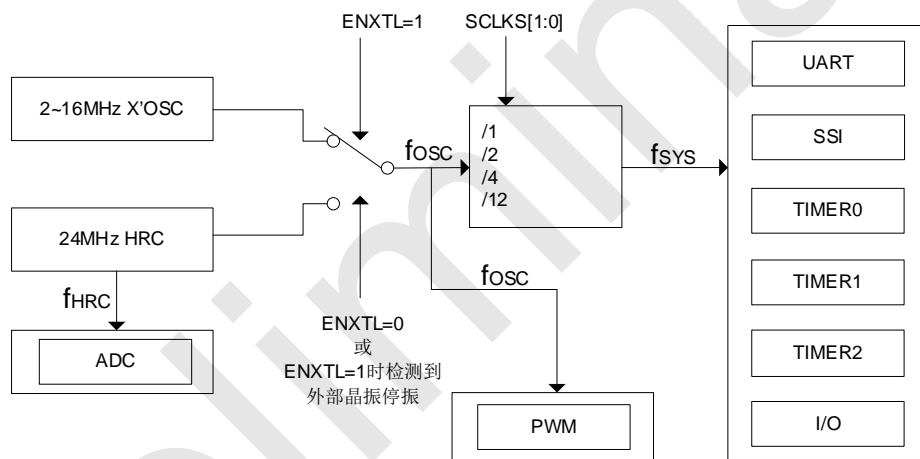 ENXTL=1
SCLKS[1:0]
2~16MHz X'OSC
/1
/2
/4
/12
fOSC
fSYS
24MHz HRC
fHRC
ADC
ENXTL=0
或
ENXTL=1时检测到
外部晶振停振
fOSC
PWM
UART
SSI
TIMER0
TIMER1
TIMER2
I/O